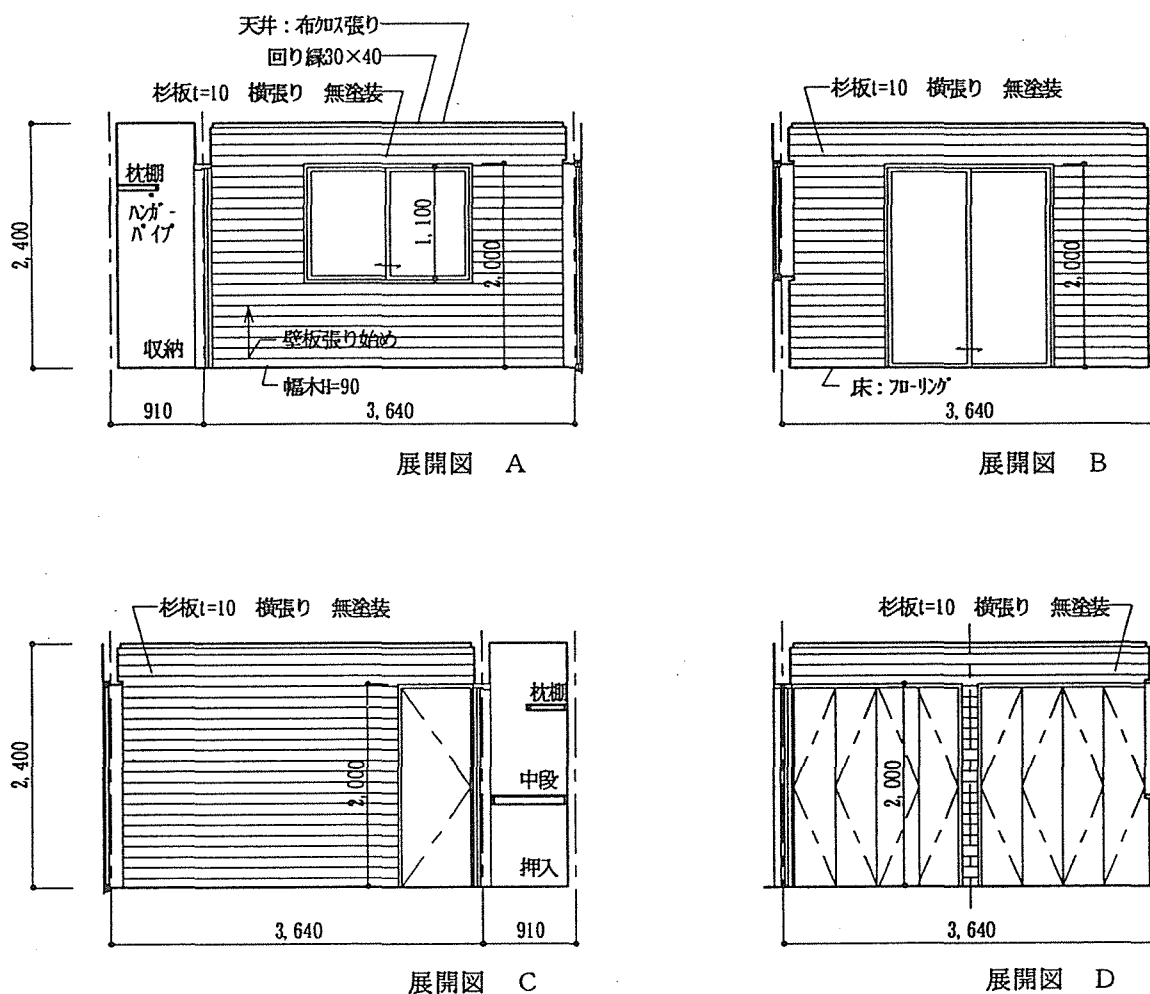 天井：布クロス張り
回り縁30×40
杉板t=10 横張り 無塗装
2,400
枕棚
ハンガーパイプ
収納
1,100
2,000
壁板張り始め
幅木H=90
910
3,640
展開図 A
杉板t=10 横張り 無塗装
2,000
床：フローリング
3,640
展開図 B
杉板t=10 横張り 無塗装
2,400
2,000
枕棚
中段
押入
3,640
910
展開図 C
杉板t=10 横張り 無塗装
2,000
3,640
展開図 D